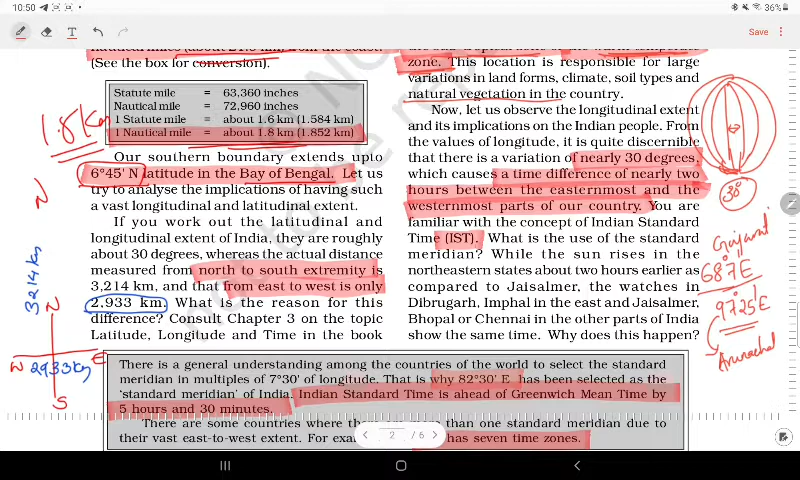 10:50
36%
Save
nautical miles (about 21.9 km) from the coast.
(See the box for conversion).
Statute mile = 63,360 inches
Nautical mile = 72,960 inches
1 Statute mile = about 1.6 km (1.584 km)
1 Nautical mile = about 1.8 km (1.852 km)
1.8 Km
Our southern boundary extends upto
6°45' N latitude in the Bay of Bengal. Let us
try to analyse the implications of having such
a vast longitudinal and latitudinal extent.
If you work out the latitudinal and
longitudinal extent of India, they are roughly
about 30 degrees, whereas the actual distance
measured from north to south extremity is
3,214 km, and that from east to west is only
2,933 km. What is the reason for this
difference? Consult Chapter 3 on the topic
Latitude, Longitude and Time in the book
N
3214 km
N
W
E
2933km
S
zone. This location is responsible for large
variations in land forms, climate, soil types and
natural vegetation in the country.
Now, let us observe the longitudinal extent
and its implications on the Indian people. From
the values of longitude, it is quite discernible
that there is a variation of nearly 30 degrees,
which causes a time difference of nearly two
hours between the easternmost and the
westernmost parts of our country. You are
familiar with the concept of Indian Standard
Time (IST). What is the use of the standard
meridian? While the sun rises in the
northeastern states about two hours earlier as
compared to Jaisalmer, the watches in
Dibrugarh, Imphal in the east and Jaisalmer,
Bhopal or Chennai in the other parts of India
show the same time. Why does this happen?
30°
Gujarat
68°7'E
97°25'E
Arunachal
There is a general understanding among the countries of the world to select the standard
meridian in multiples of 7°30' of longitude. That is why 82°30' E has been selected as the
'standard meridian' of India. Indian Standard Time is ahead of Greenwich Mean Time by
5 hours and 30 minutes.
There are some countries where there than one standard meridian due to
their vast east-to-west extent. For exa has seven time zones.
2 /6